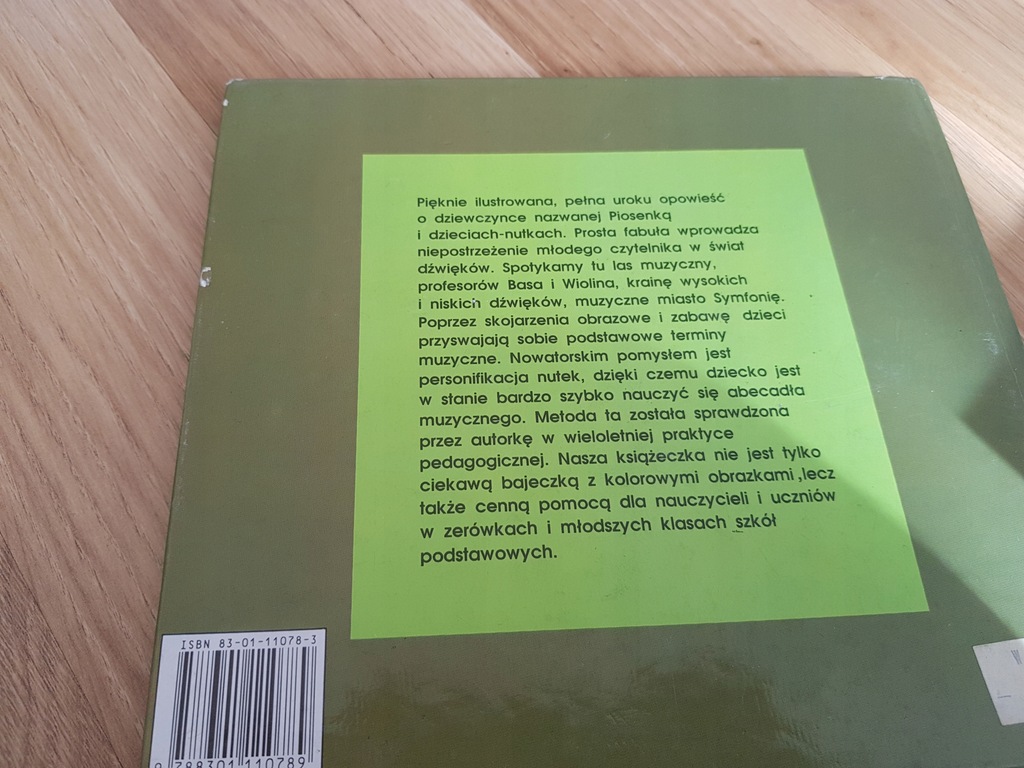 Pięknie ilustrowana, pełna uroku opowieść
o dziewczynce nazwanej Piosenką
i dzieciach-nutkach. Prosta fabuła wprowadza
niepostrzeżenie młodego czytelnika w świat
dźwięków. Spotykamy tu las muzyczny,
profesorów Basa i Wiolina, krainę wysokich
i niskich dźwięków, muzyczne miasto Symfonię.
Poprzez skojarzenia obrazowe i zabawę dzieci
przyswajają sobie podstawowe terminy
muzyczne. Nowatorskim pomysłem jest
personifikacja nutek, dzięki czemu dziecko jest
w stanie bardzo szybko nauczyć się abecadła
muzycznego. Metoda ta została sprawdzona
przez autorkę w wieloletniej praktyce
pedagogicznej. Nasza książeczka nie jest tylko
ciekawą bajeczką z kolorowymi obrazkami ,lecz
także cenną pomocą dla nauczycieli i uczniów
w zerówkach i młodszych klasach szkół
podstawowych.
ISBN 83-01-11078-3
9 788301 110789